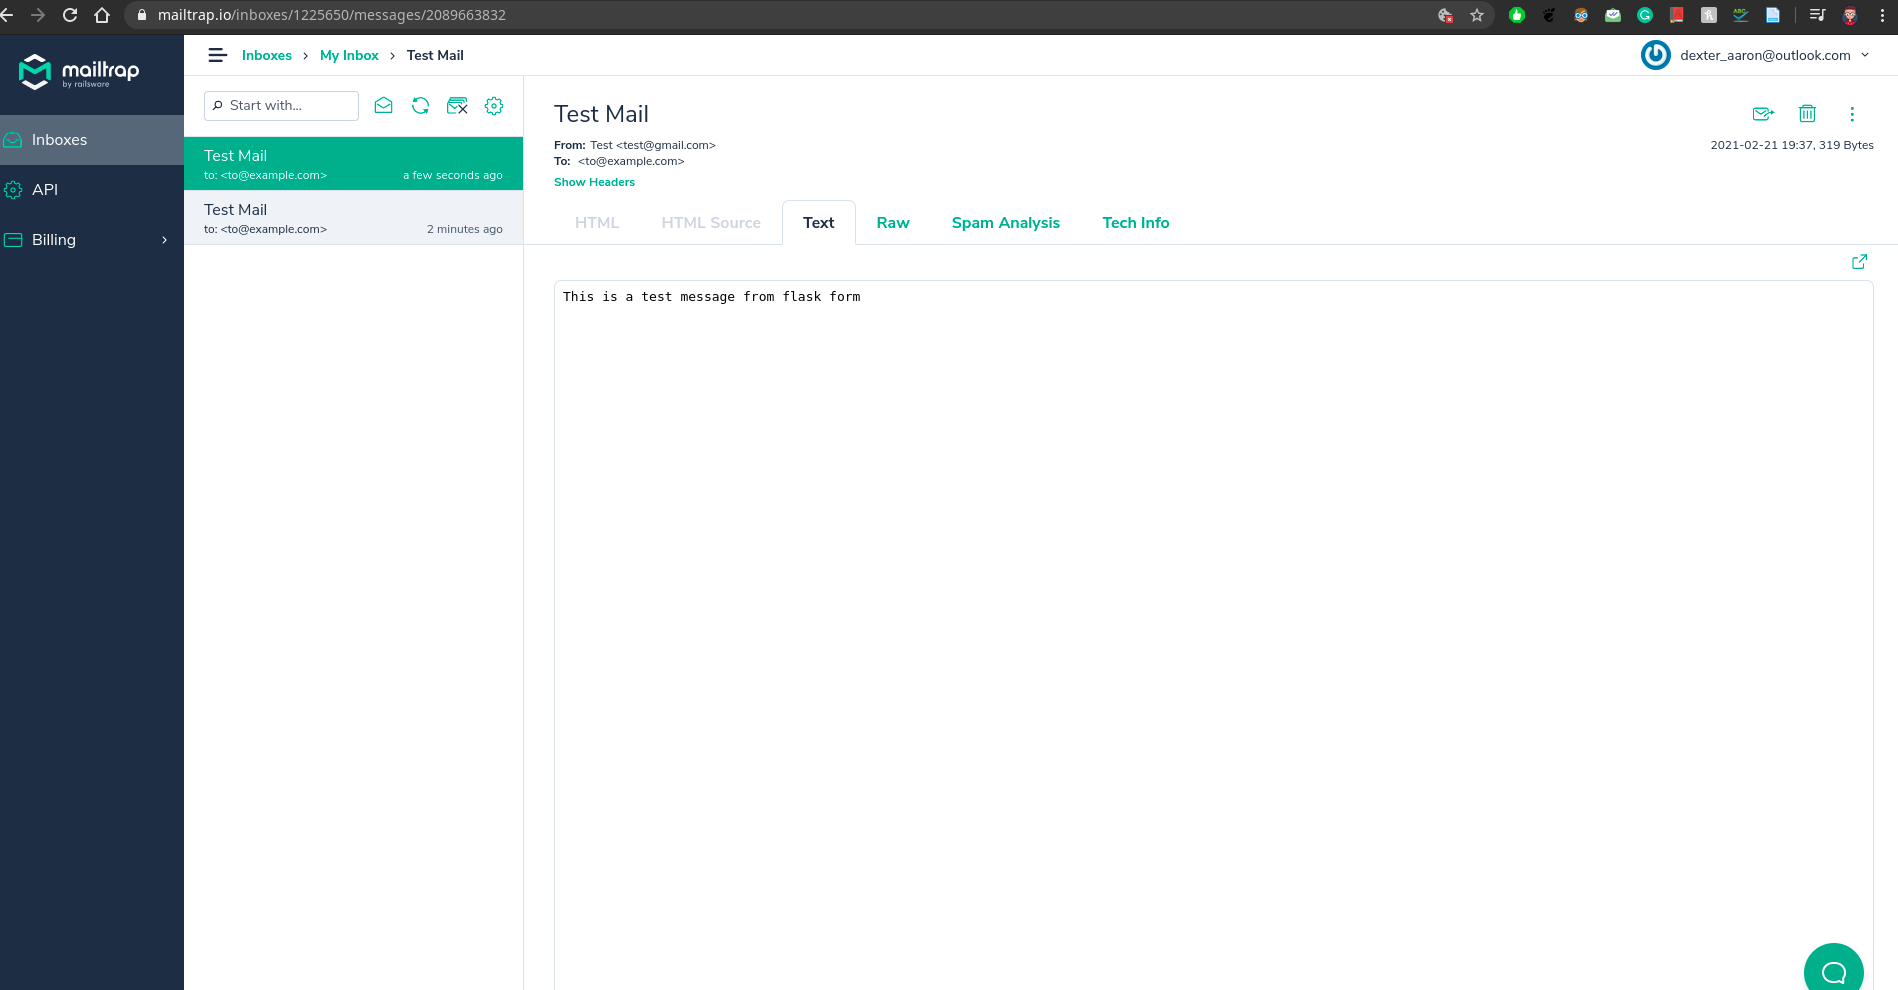 mailtrap.io/inboxes/1225650/messages/2089663832
mailtrap
by railsware
Inboxes
API
Billing
Inboxes > My Inbox > Test Mail
dexter_aaron@outlook.com
Start with...
Test Mail
to: <to@example.com> a few seconds ago
Test Mail
to: <to@example.com> 2 minutes ago
Test Mail
From: Test <test@gmail.com>
To: <to@example.com>
Show Headers
2021-02-21 19:37, 319 Bytes
HTML HTML Source Text Raw Spam Analysis Tech Info
This is a test message from flask form